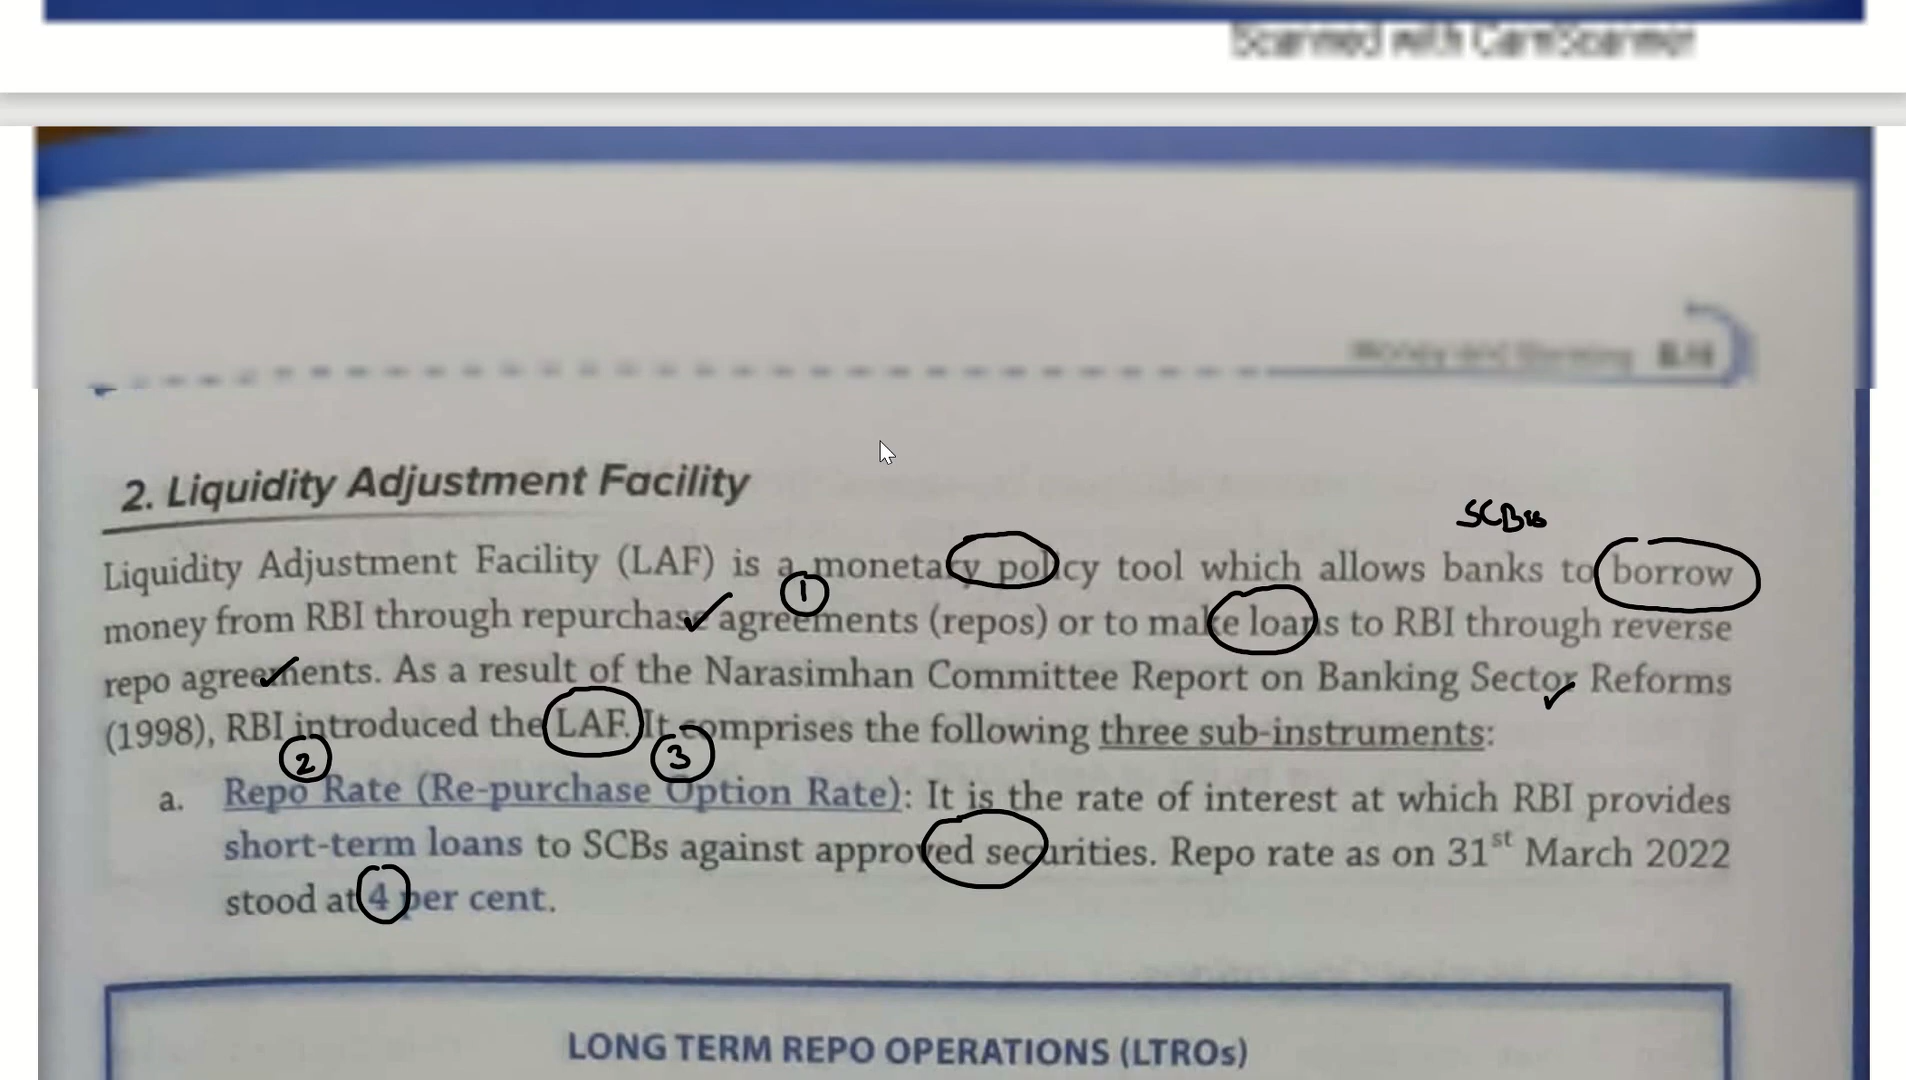 Scanned with CamScanner
Money and Banking
2. Liquidity Adjustment Facility
SCBs
Liquidity Adjustment Facility (LAF) is a monetary policy tool which allows banks to borrow
1
money from RBI through repurchase agreements (repos) or to make loans to RBI through reverse
repo agreements. As a result of the Narasimhan Committee Report on Banking Sector Reforms
(1998), RBI introduced the LAF. It comprises the following three sub-instruments:
2 3
a. Repo Rate (Re-purchase Option Rate): It is the rate of interest at which RBI provides
short-term loans to SCBs against approved securities. Repo rate as on 31st March 2022
stood at 4 per cent.
LONG TERM REPO OPERATIONS (LTROs)